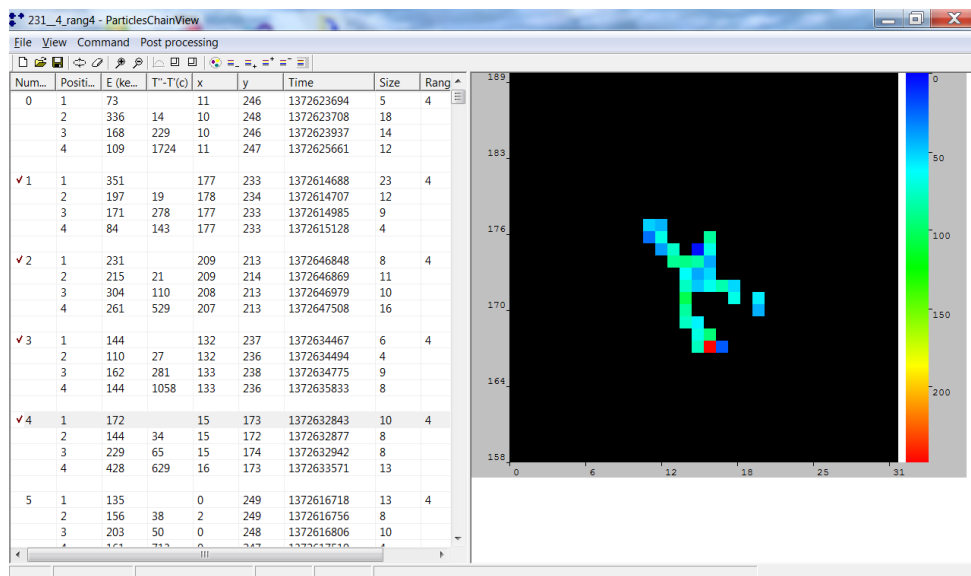 231__4_rang4 - ParticlesChainView
File View Command Post processing
Num... Positi... E (ke... T''-T'(c) x y Time Size Rang
0 1 73 11 246 1372623694 5 4
2 336 14 10 248 1372623708 18
3 168 229 10 246 1372623937 14
4 109 1724 11 247 1372625661 12
1 1 351 177 233 1372614688 23 4
2 197 19 178 234 1372614707 12
3 171 278 177 233 1372614985 9
4 84 143 177 233 1372615128 4
2 1 231 209 213 1372646848 8 4
2 215 21 209 214 1372646869 11
3 304 110 208 213 1372646979 10
4 261 529 207 213 1372647508 16
3 1 144 132 237 1372634467 6 4
2 110 27 132 236 1372634494 4
3 162 281 133 238 1372634775 9
4 144 1058 133 236 1372635833 8
4 1 172 15 173 1372632843 10 4
2 144 34 15 172 1372632877 8
3 229 65 15 174 1372632942 8
4 428 629 16 173 1372633571 13
5 1 135 0 249 1372616718 13 4
2 156 38 2 249 1372616756 8
3 203 50 0 248 1372616806 10
189
183
176
170
164
158
0 6 12 18 25 31
0
50
100
150
200